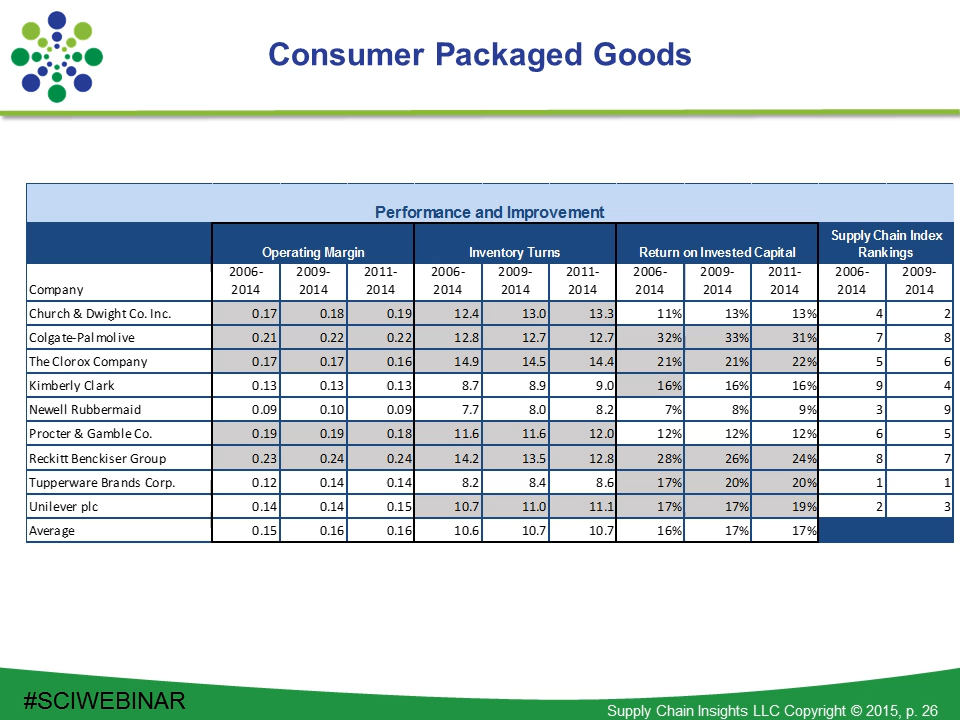 Consumer Packaged Goods
Performance and Improvement
Operating Margin Inventory Turns Return on Invested Capital Supply Chain Index Rankings
Company 2006-2014 2009-2014 2011-2014 2006-2014 2009-2014 2011-2014 2006-2014 2009-2014 2011-2014 2006-2014 2009-2014
Church & Dwight Co. Inc. 0.17 0.18 0.19 12.4 13.0 13.3 11% 13% 13% 4 2
Colgate-Palmolive 0.21 0.22 0.22 12.8 12.7 12.7 32% 33% 31% 7 8
The Clorox Company 0.17 0.17 0.16 14.9 14.5 14.4 21% 21% 22% 5 6
Kimberly Clark 0.13 0.13 0.13 8.7 8.9 9.0 16% 16% 16% 9 4
Newell Rubbermaid 0.09 0.10 0.09 7.7 8.0 8.2 7% 8% 9% 3 9
Procter & Gamble Co. 0.19 0.19 0.18 11.6 11.6 12.0 12% 12% 12% 6 5
Reckitt Benckiser Group 0.23 0.24 0.24 14.2 13.5 12.8 28% 26% 24% 8 7
Tupperware Brands Corp. 0.12 0.14 0.14 8.2 8.4 8.6 17% 20% 20% 1 1
Unilever plc 0.14 0.14 0.15 10.7 11.0 11.1 17% 17% 19% 2 3
Average 0.15 0.16 0.16 10.6 10.7 10.7 16% 17% 17%
#SCIWEBINAR
Supply Chain Insights LLC Copyright © 2015, p. 26